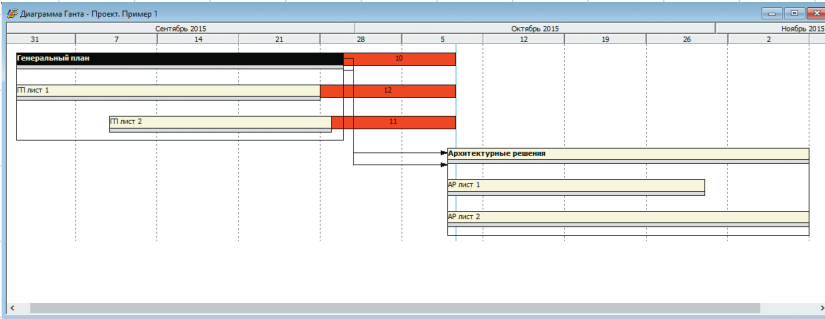 Диаграмма Ганта - Проект. Пример 1
Сентябрь 2015 Октябрь 2015 Ноябрь 2015
31 7 14 21 28 5 12 19 26 2
Генеральный план 10
ГП лист 1 12
ГП лист 2 11
Архитектурные решения
АР лист 1
АР лист 2